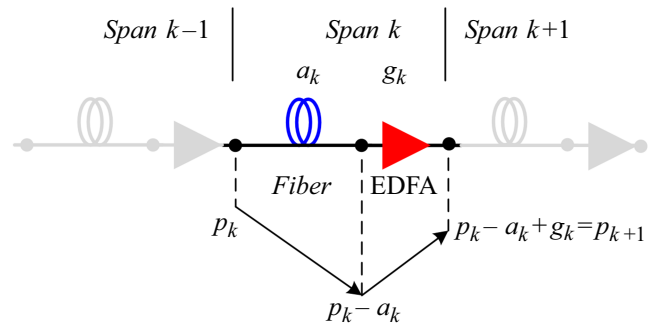 Span k−1 Span k Span k+1
a_k g_k
Fiber EDFA
p_k p_k − a_k + g_k = p_{k+1}
p_k − a_k